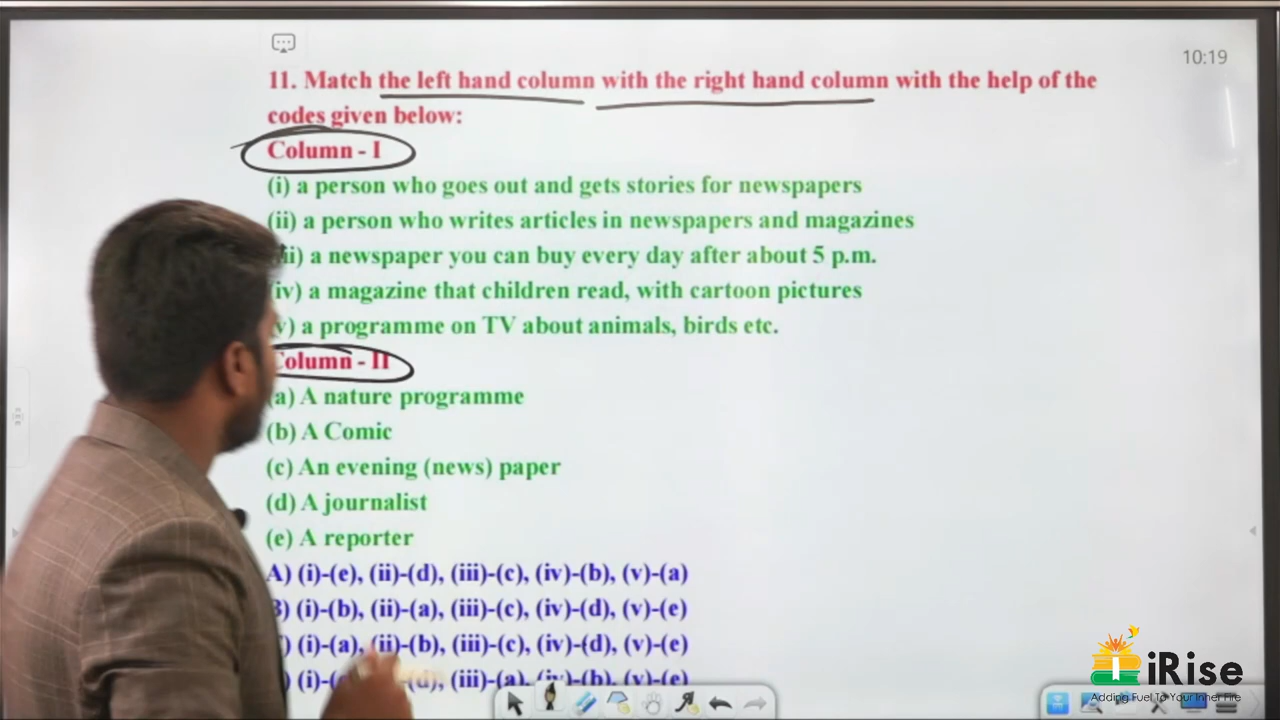 10:19
11. Match the left hand column with the right hand column with the help of the
codes given below:
Column - I
(i) a person who goes out and gets stories for newspapers
(ii) a person who writes articles in newspapers and magazines
ii) a newspaper you can buy every day after about 5 p.m.
iv) a magazine that children read, with cartoon pictures
v) a programme on TV about animals, birds etc.
Column - II
(a) A nature programme
(b) A Comic
(c) An evening (news) paper
(d) A journalist
(e) A reporter
A) (i)-(e), (ii)-(d), (iii)-(c), (iv)-(b), (v)-(a)
B) (i)-(b), (ii)-(a), (iii)-(c), (iv)-(d), (v)-(e)
) (i)-(a), (ii)-(b), (iii)-(c), (iv)-(d), (v)-(e)
(iii)-(a), (iv)-(b), (v)-(e)
iRise
Adding Fuel To Your Inner Fire